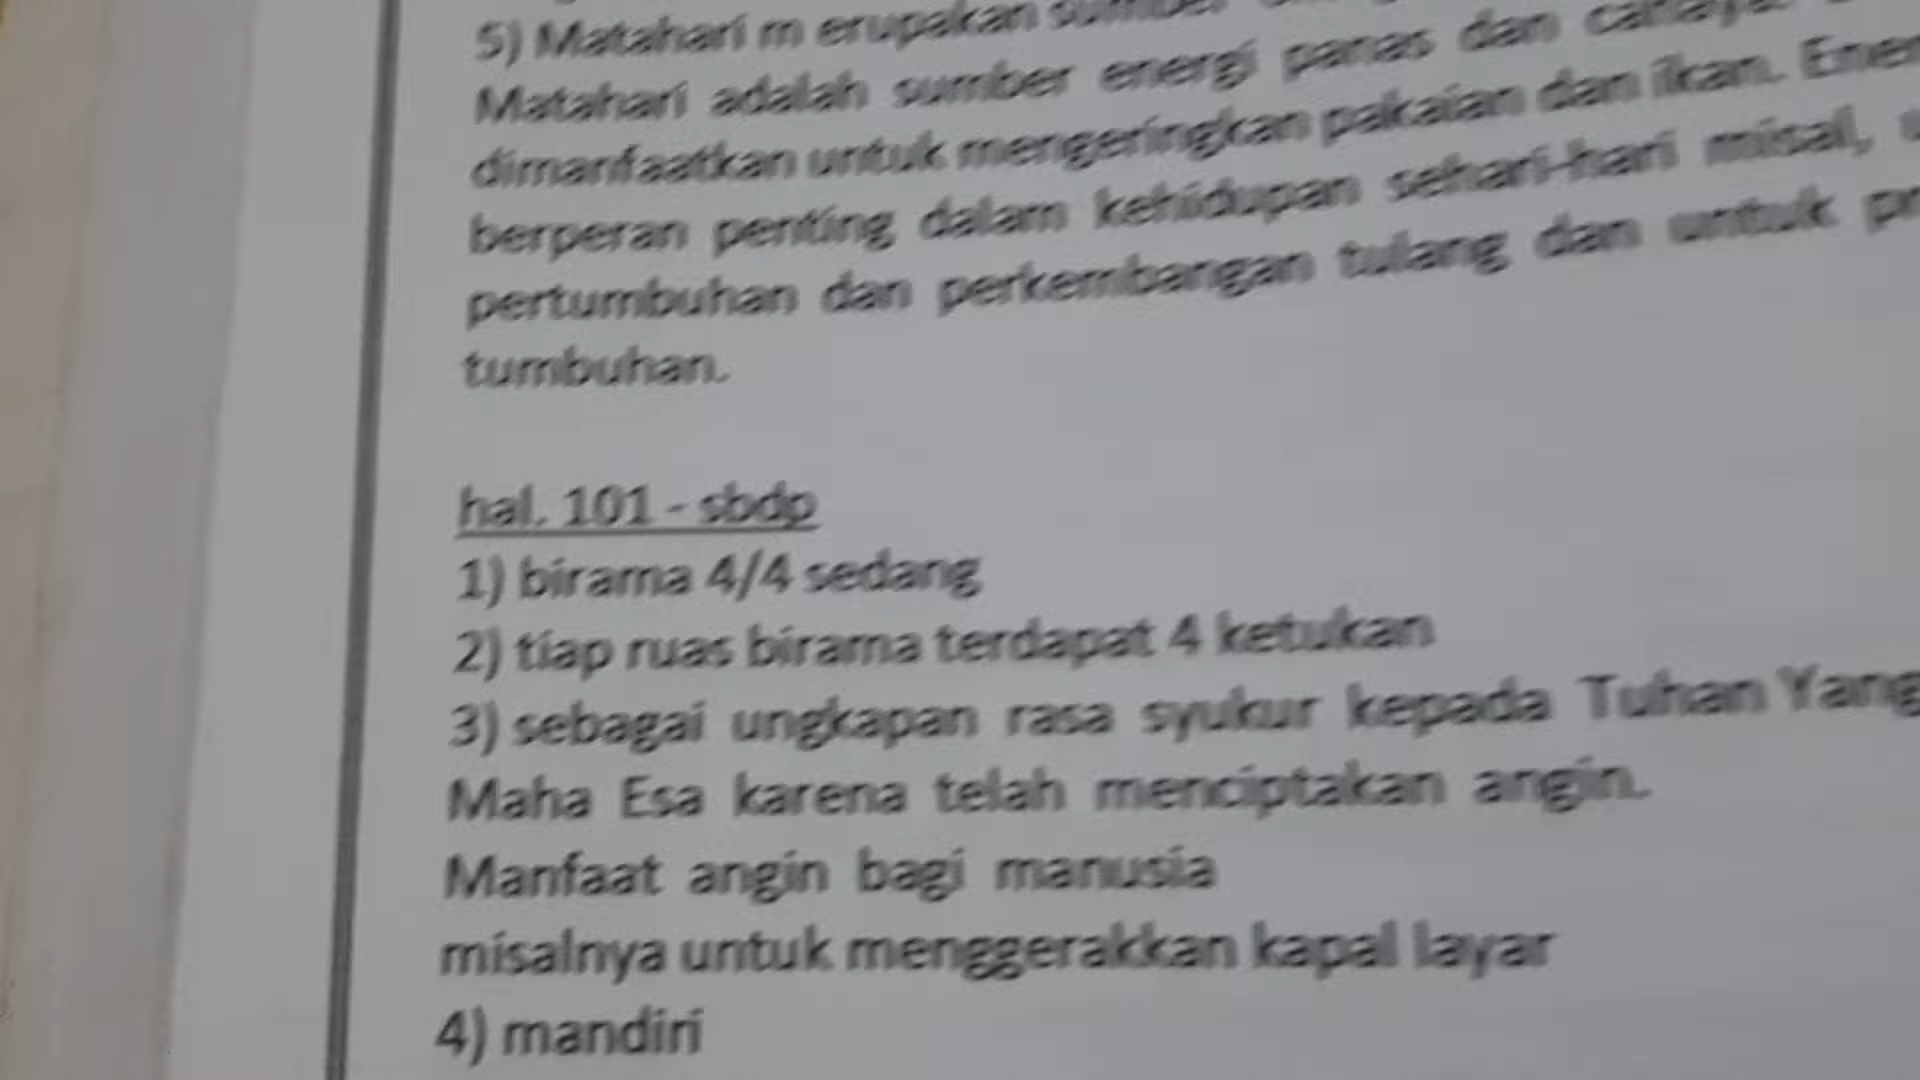 5) Matahari m erupakan sumber
Matahari adalah sumber energi panas dan cahaya.
dimanfaatkan untuk mengeringkan pakaian dan ikan.
berperan penting dalam kehidupan sehari-hari misal,
pertumbuhan dan perkembangan tulang dan untuk
tumbuhan.
hal. 101 - sbdp
1) birama 4/4 sedang
2) tiap ruas birama terdapat 4 ketukan
3) sebagai ungkapan rasa syukur kepada Tuhan Yang
Maha Esa karena telah menciptakan angin.
Manfaat angin bagi manusia
misalnya untuk menggerakkan kapal layar
4) mandiri